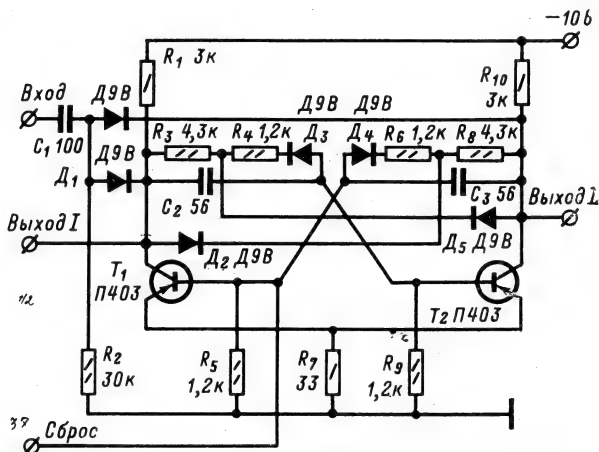 −10в
R1 3к
R10 3к
Вход
Д9В
Д9В Д9В
R3 4,3к
R4 1,2к
Д3
Д4
R6 1,2к
R8 4,3к
C1 100
Д9В
Д1
C2 56
C3 56
Выход I
Д2 Д9В
Д5 Д9В
T1
П403
T2 П403
R2
30к
R5
1,2к
R7
33
R9
1,2к
37
Сброс